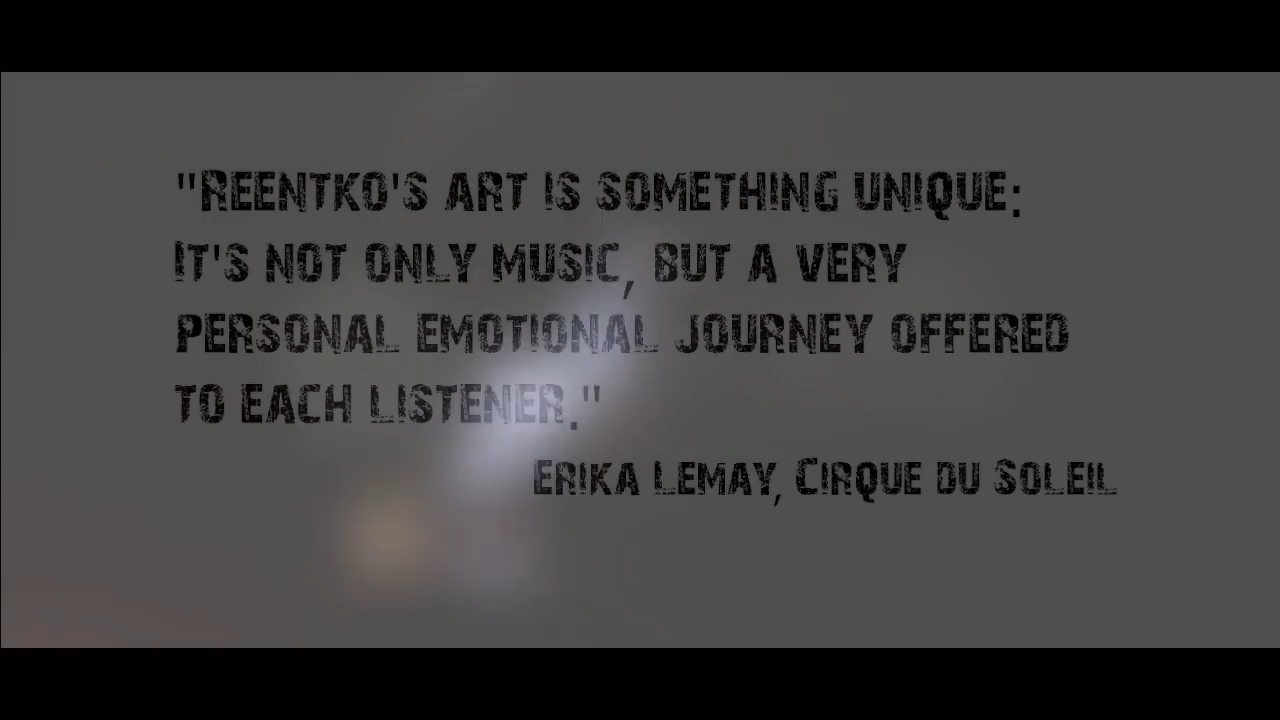 "Reentko's art is something unique:
It's not only music, but a very
personal emotional journey offered
to each listener."
Erika Lemay, Cirque du Soleil